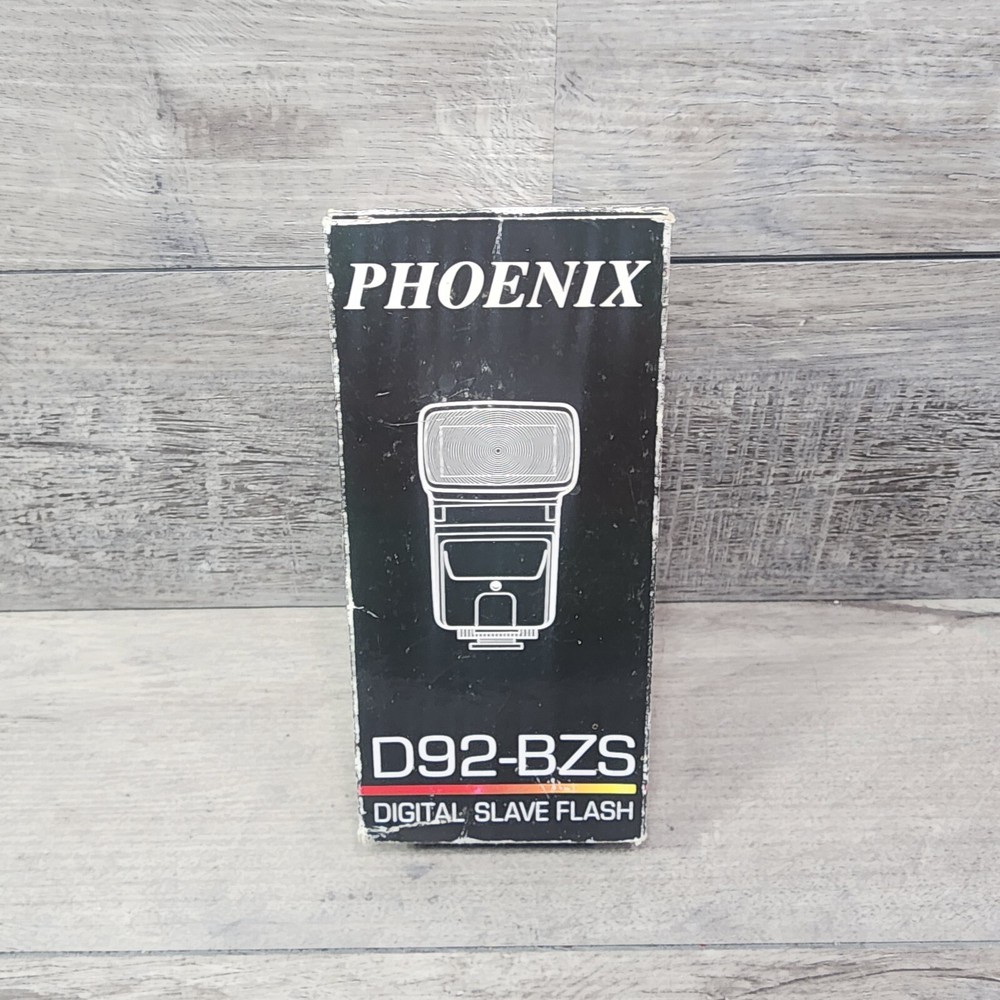 PHOENIX
D92-BZS
DIGITAL SLAVE FLASH